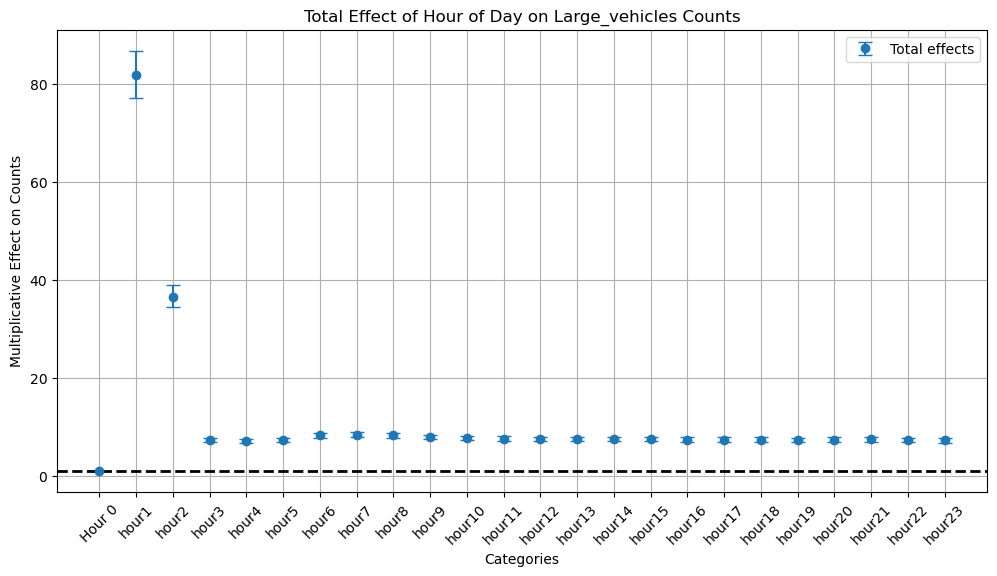 Total Effect of Hour of Day on Large_vehicles Counts
Total effects
Multiplicative Effect on Counts
80
60
40
20
0
Hour 0
hour1
hour2
hour3
hour4
hour5
hour6
hour7
hour8
hour9
hour10
hour11
hour12
hour13
hour14
hour15
hour16
hour17
hour18
hour19
hour20
hour21
hour22
hour23
Categories